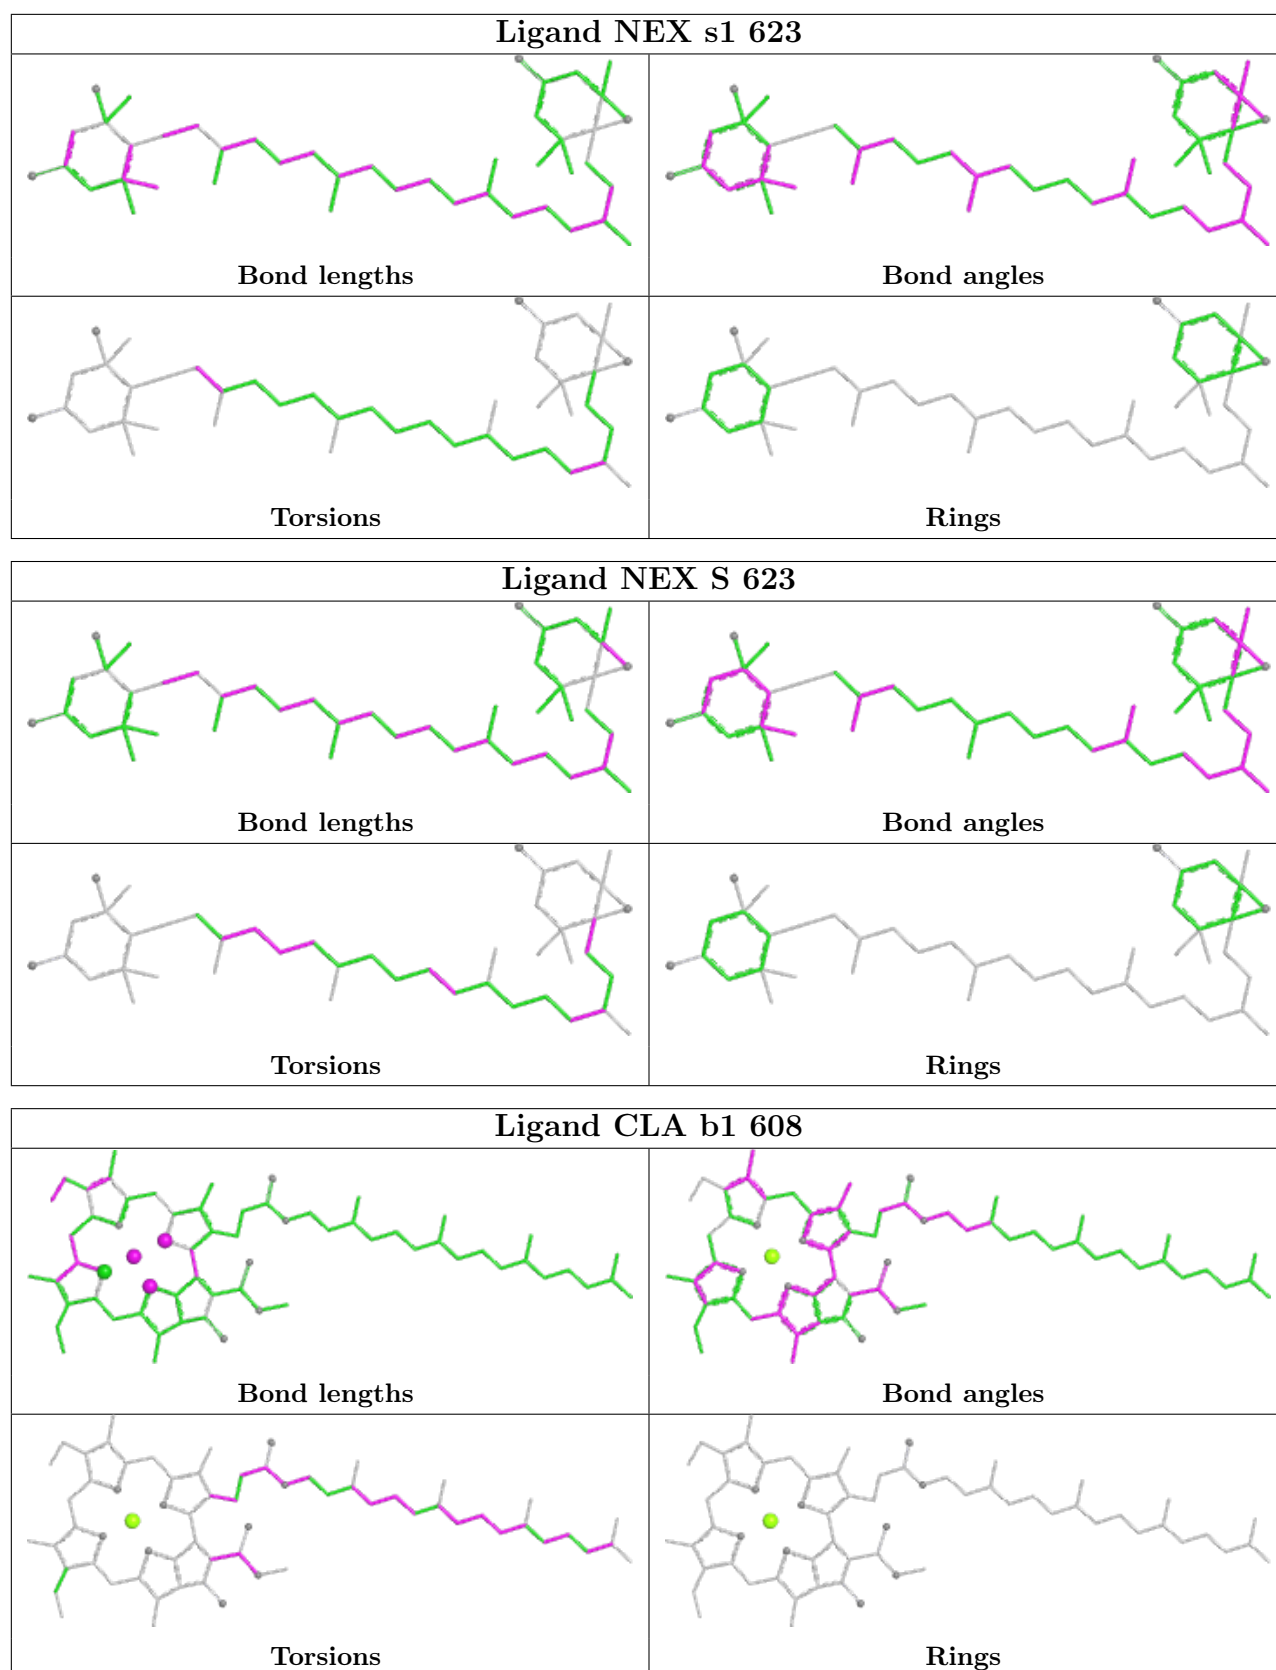 Ligand NEX s1 623
Bond lengths
Bond angles
Torsions
Rings
Ligand NEX S 623
Bond lengths
Bond angles
Torsions
Rings
Ligand CLA b1 608
Bond lengths
Bond angles
Torsions
Rings